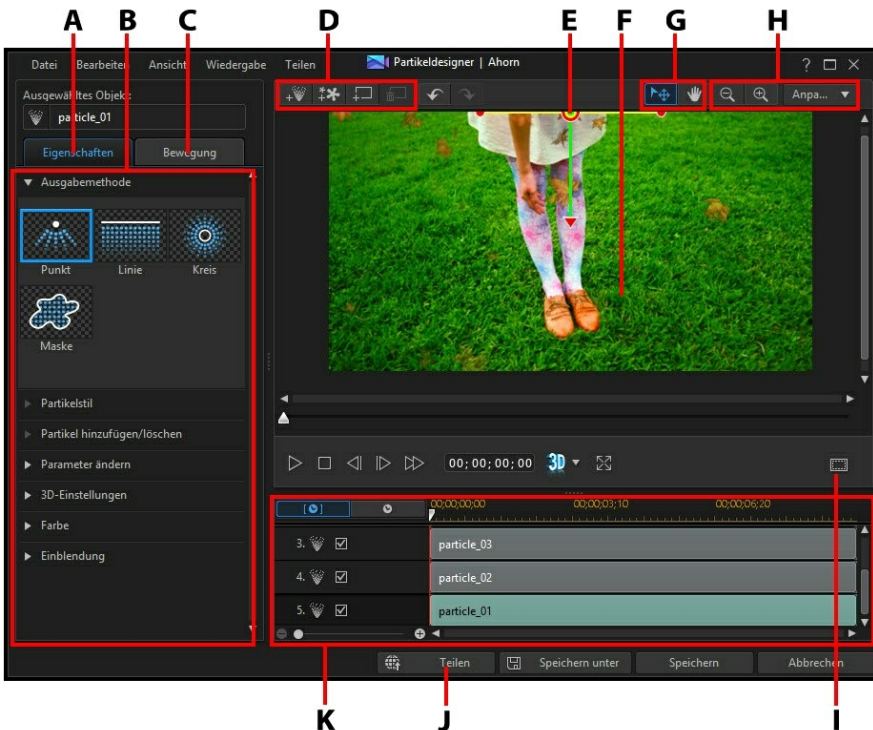 A B C D E F G H
Datei Bearbeiten Ansicht Wiedergabe Teilen Partikeldesigner | Ahorn ?
Ausgewähltes Objekt:
particle_01
Anpa...
Eigenschaften Bewegung
Ausgabemethode
Punkt Linie Kreis
Maske
Partikelstil
Partikel hinzufügen/löschen
Parameter ändern
3D-Einstellungen
Farbe
Einblendung
00;00;00;00 3D
00;00;00;00 00;00;03;10 00;00;06;20
3. particle_03
4. particle_02
5. particle_01
Teilen Speichern unter Speichern Abbrechen
K J I